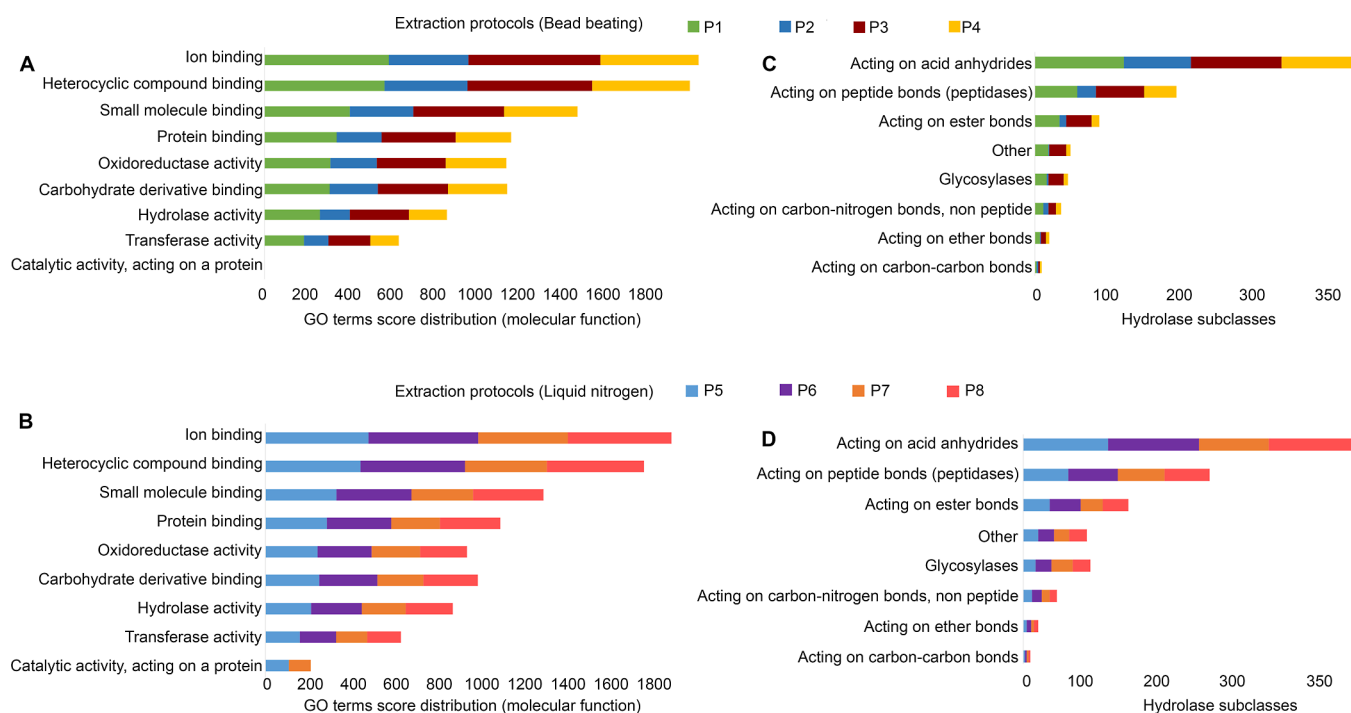 Extraction protocols (Bead beating) P1 P2 P3 P4
A
Ion binding
Heterocyclic compound binding
Small molecule binding
Protein binding
Oxidoreductase activity
Carbohydrate derivative binding
Hydrolase activity
Transferase activity
Catalytic activity, acting on a protein
0 200 400 600 800 1000 1200 1400 1600 1800
GO terms score distribution (molecular function)
C
Acting on acid anhydrides
Acting on peptide bonds (peptidases)
Acting on ester bonds
Other
Glycosylases
Acting on carbon-nitrogen bonds, non peptide
Acting on ether bonds
Acting on carbon-carbon bonds
0 100 200 300 350
Hydrolase subclasses
Extraction protocols (Liquid nitrogen) P5 P6 P7 P8
B
Ion binding
Heterocyclic compound binding
Small molecule binding
Protein binding
Oxidoreductase activity
Carbohydrate derivative binding
Hydrolase activity
Transferase activity
Catalytic activity, acting on a protein
0 200 400 600 800 1000 1200 1400 1600 1800
GO terms score distribution (molecular function)
D
Acting on acid anhydrides
Acting on peptide bonds (peptidases)
Acting on ester bonds
Other
Glycosylases
Acting on carbon-nitrogen bonds, non peptide
Acting on ether bonds
Acting on carbon-carbon bonds
0 100 200 300 350
Hydrolase subclasses